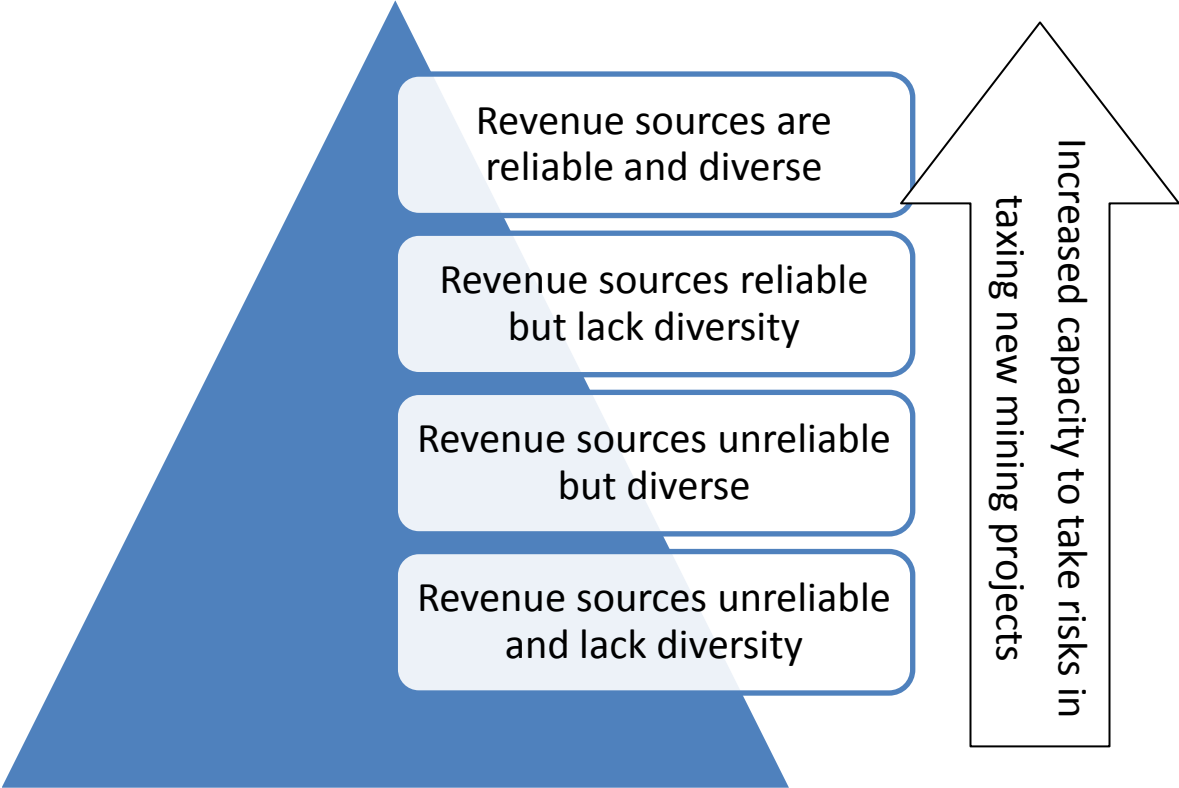 Revenue sources are
reliable and diverse
Revenue sources reliable
but lack diversity
Revenue sources unreliable
but diverse
Revenue sources unreliable
and lack diversity
Increased capacity to take risks in
taxing new mining projects